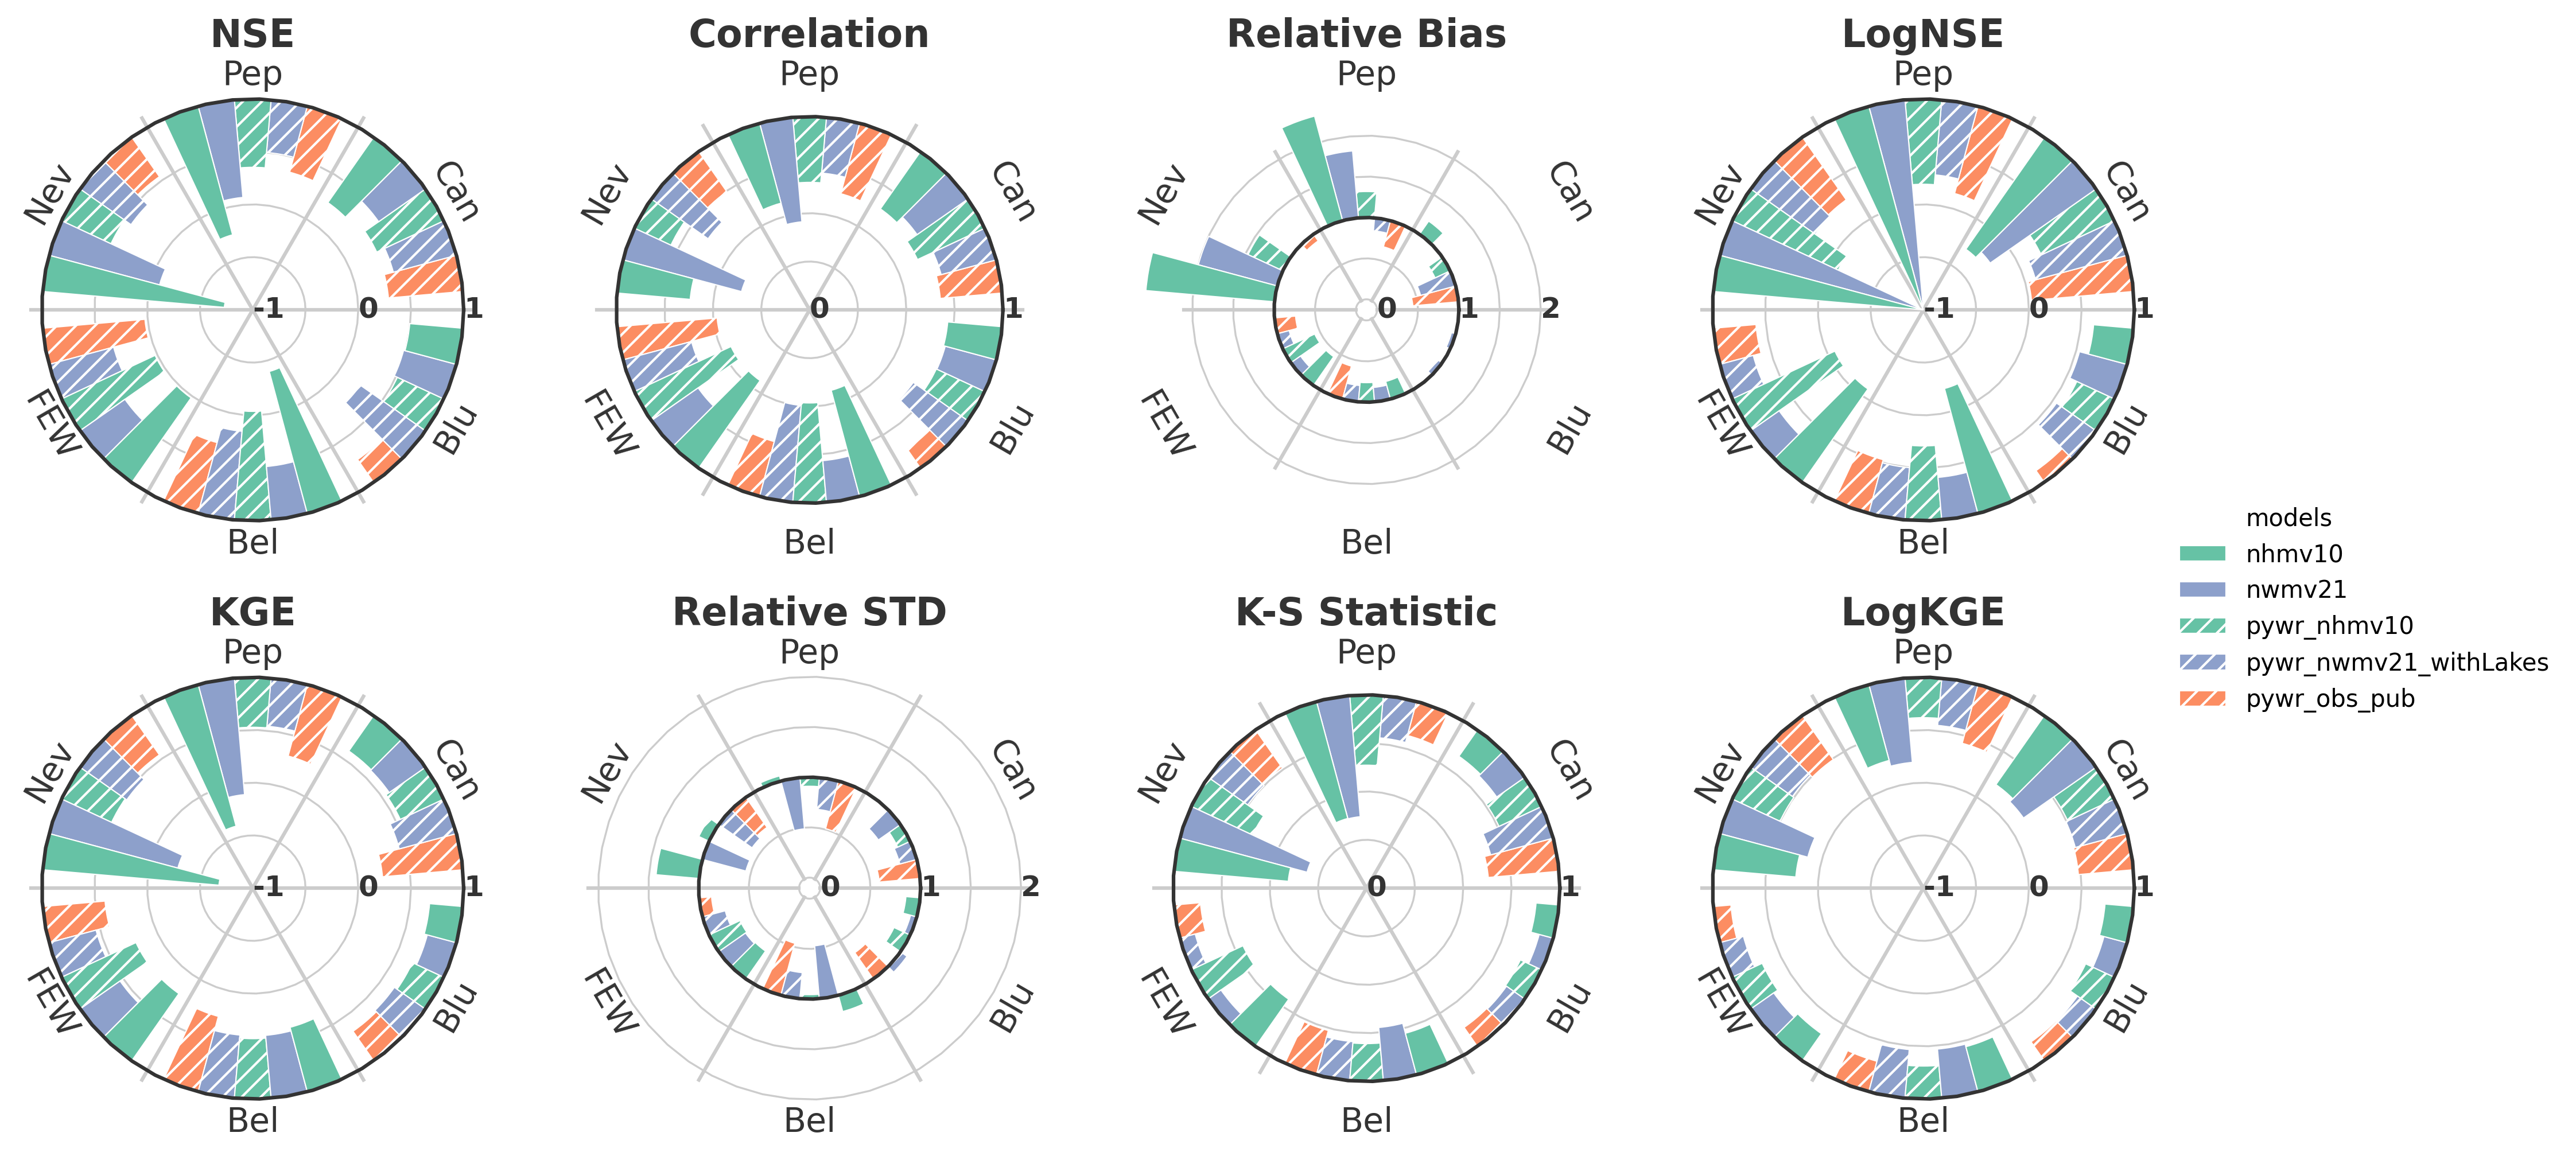 NSE
Pep
Can
Blu
Bel
FEW
Nev
-1
0
1
Correlation
Pep
Can
Blu
Bel
FEW
Nev
0
1
Relative Bias
Pep
Can
Blu
Bel
FEW
Nev
0
1
2
LogNSE
Pep
Can
Blu
Bel
FEW
Nev
-1
0
1
KGE
Pep
Can
Blu
Bel
FEW
Nev
-1
0
1
Relative STD
Pep
Can
Blu
Bel
FEW
Nev
0
1
2
K-S Statistic
Pep
Can
Blu
Bel
FEW
Nev
0
1
LogKGE
Pep
Can
Blu
Bel
FEW
Nev
-1
0
1
models
nhmv10
nwmv21
pywr_nhmv10
pywr_nwmv21_withLakes
pywr_obs_pub